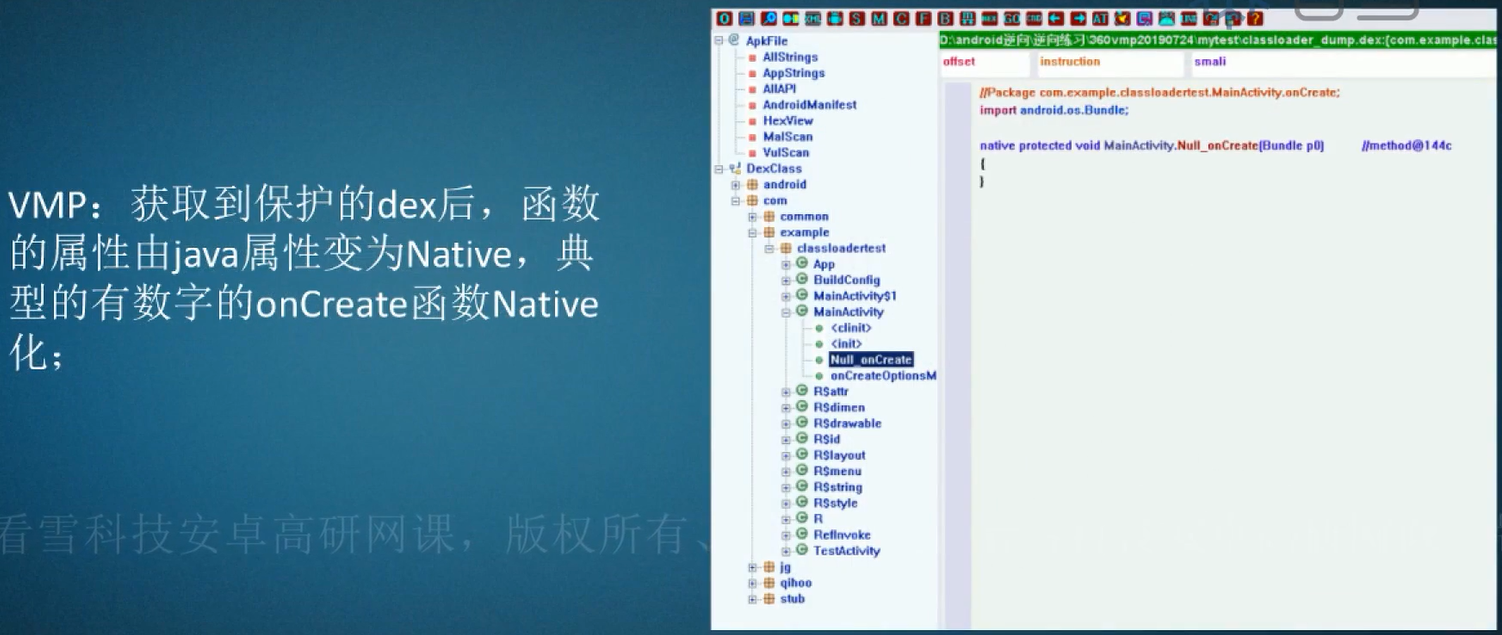 VMP：获取到保护的dex后，函数
的属性由java属性变为Native，典
型的有数字的onCreate函数Native
化；
看雪科技安卓高研网课，版权所有、
ApkFile
AllStrings
AppStrings
AllAPI
AndroidManifest
HexView
MalScan
VulScan
DexClass
android
com
common
example
classloadertest
App
BuildConfig
MainActivity$1
MainActivity
<clinit>
<init>
Null_onCreate
onCreateOptionsM
R$attr
R$dimen
R$drawable
R$id
R$layout
R$menu
R$string
R$style
R
RefInvoke
TestActivity
jg
qihoo
stub
D:\android逆向\逆向练习\360vmp20190724\mytest\classloader_dump.dex:[com.example.clas
offset instruction smali
//Package com.example.classloadertest.MainActivity.onCreate;
import android.os.Bundle;
native protected void MainActivity.Null_onCreate(Bundle p0) //method@144c
{
}